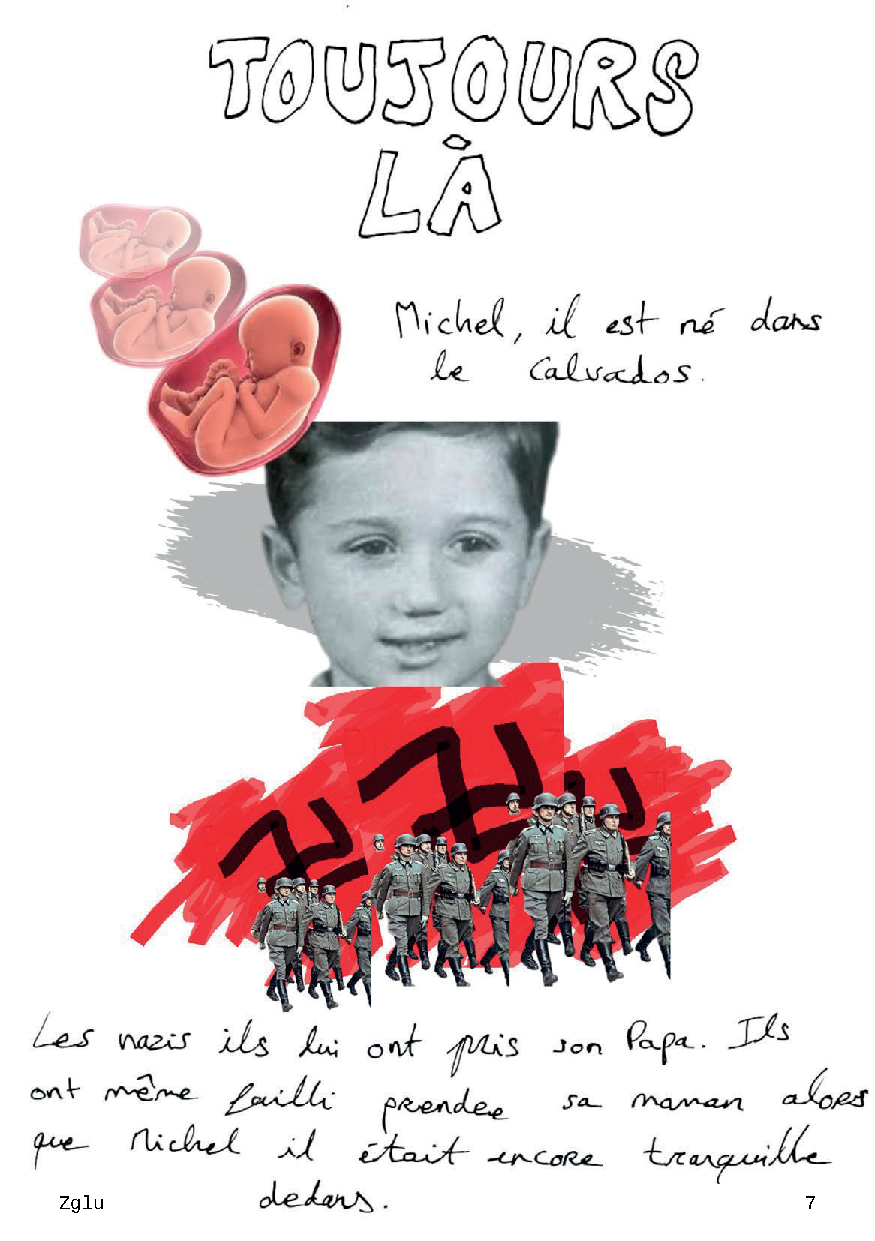 TOUJOURS
LÀ
Michel, il est né dans
le Calvados.
Les nazis ils lui ont pris son Papa. Ils
ont même failli prendre sa maman alors
que Michel il était encore tranquille
dedans.
Zglu
7